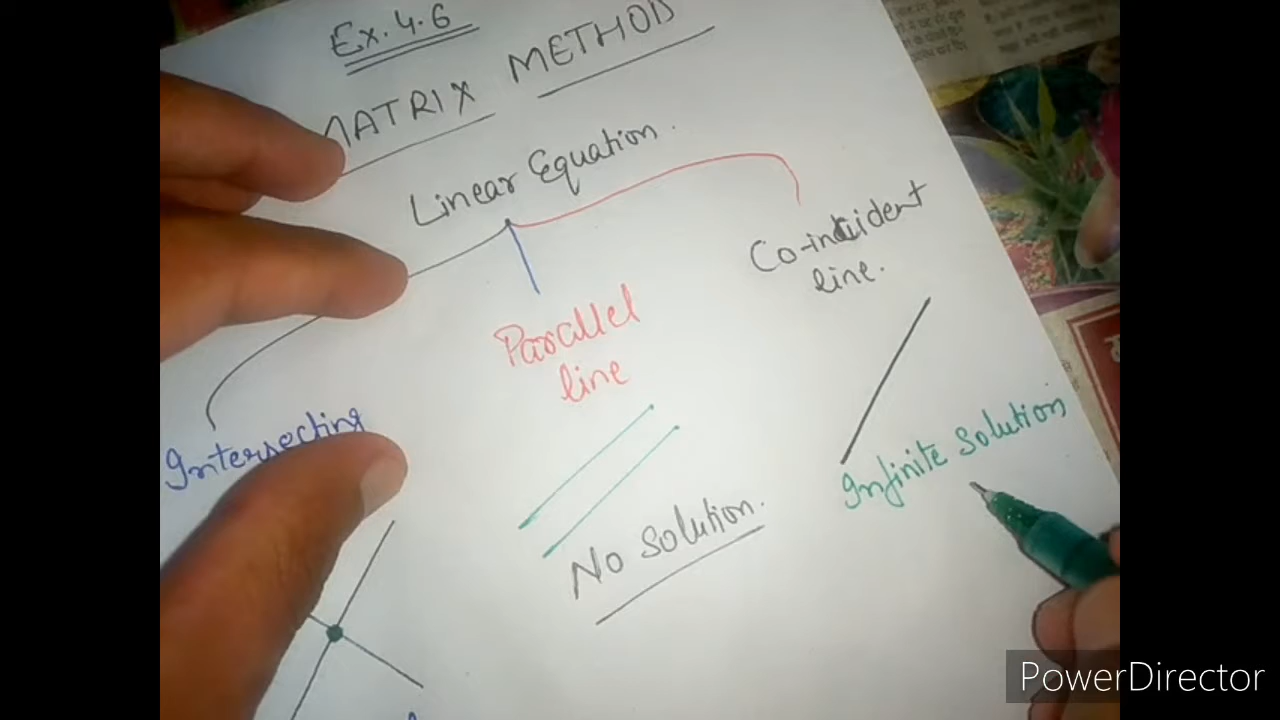 Ex. 4.6
MATRIX METHOD
Linear Equation.
Co-incident
line.
Parallel
line
Intersecting
Infinite Solution
No Solution.
PowerDirector